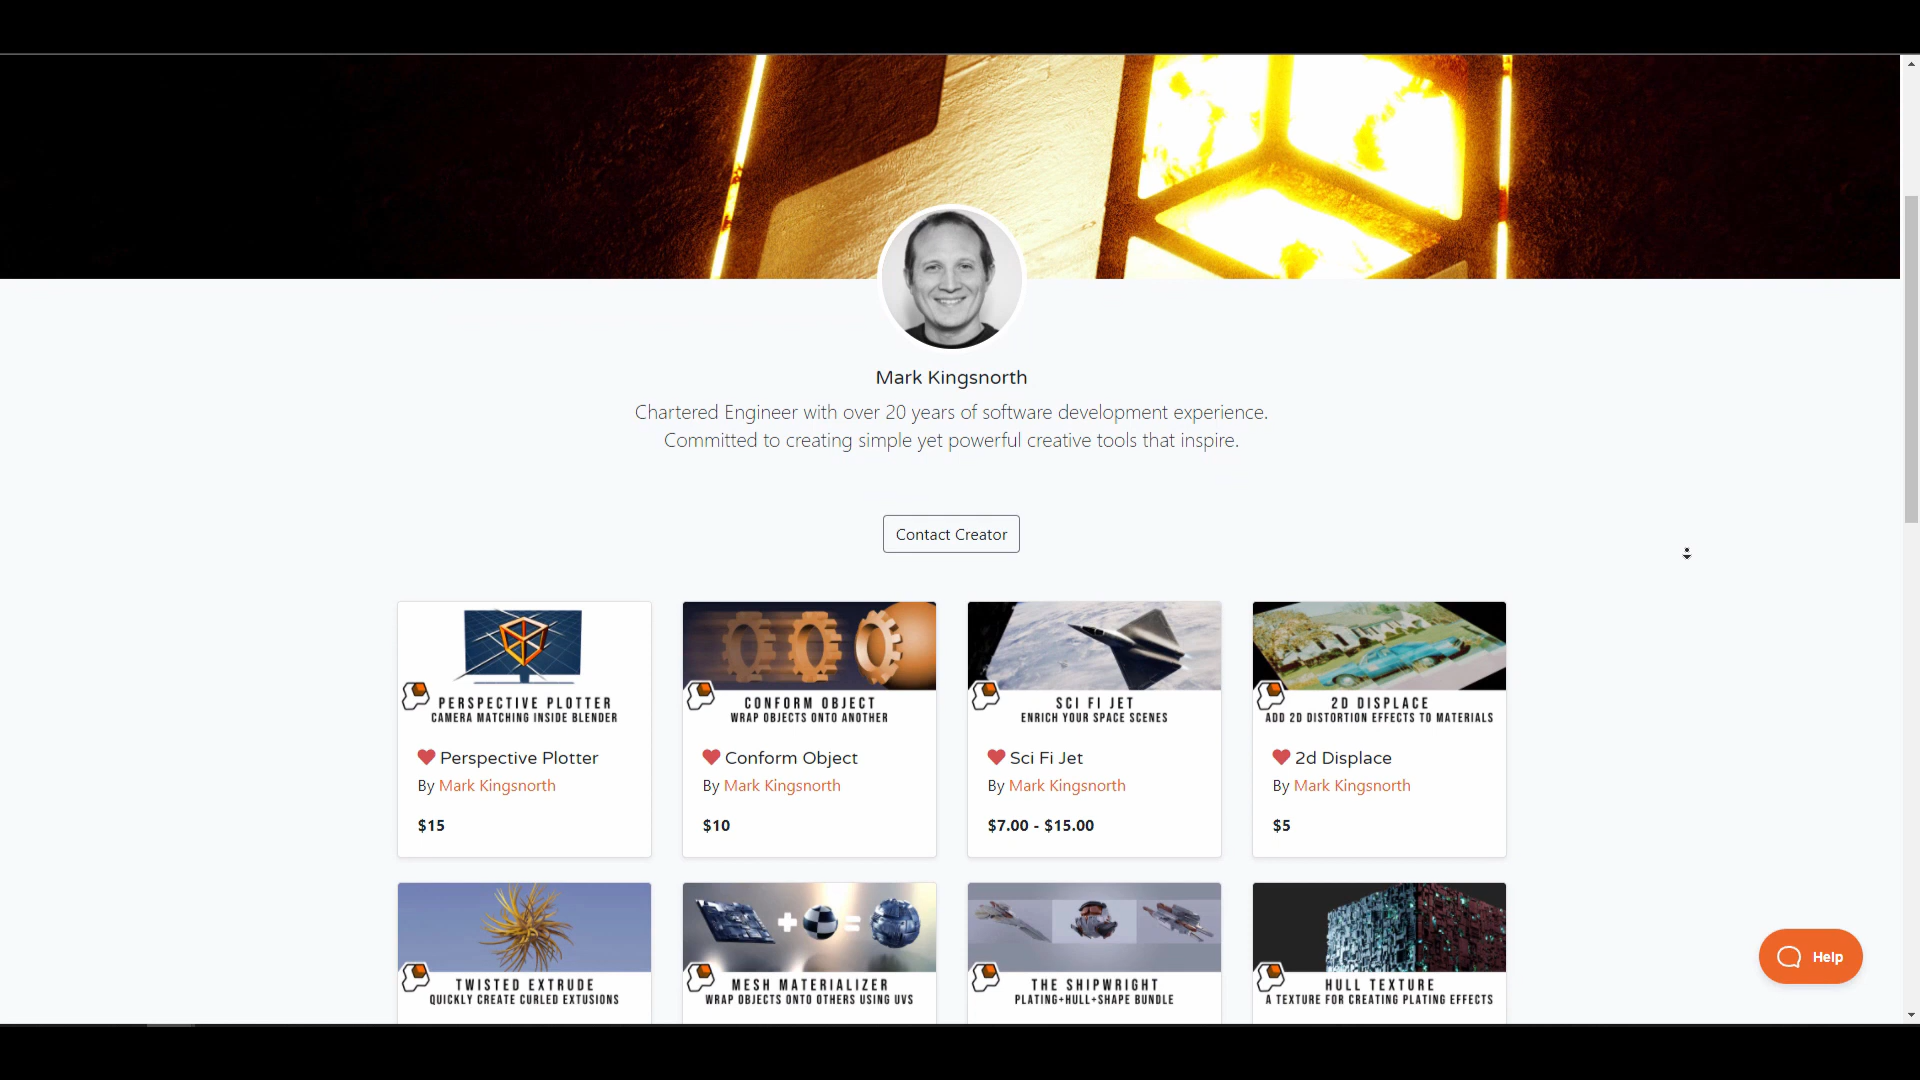 Mark Kingsnorth
Chartered Engineer with over 20 years of software development experience.
Committed to creating simple yet powerful creative tools that inspire.
Contact Creator
PERSPECTIVE PLOTTER
CAMERA MATCHING INSIDE BLENDER
Perspective Plotter
By Mark Kingsnorth
$15
CONFORM OBJECT
WRAP OBJECTS ONTO ANOTHER
Conform Object
By Mark Kingsnorth
$10
SCI FI JET
ENRICH YOUR SPACE SCENES
Sci Fi Jet
By Mark Kingsnorth
$7.00 - $15.00
2D DISPLACE
ADD 2D DISTORTION EFFECTS TO MATERIALS
2d Displace
By Mark Kingsnorth
$5
TWISTED EXTRUDE
QUICKLY CREATE CURLED EXTUSIONS
MESH MATERIALIZER
WRAP OBJECTS ONTO OTHERS USING UVS
THE SHIPWRIGHT
PLATING+HULL+SHAPE BUNDLE
HULL TEXTURE
A TEXTURE FOR CREATING PLATING EFFECTS
Help